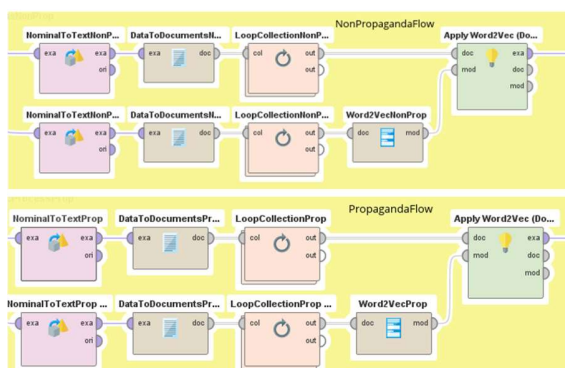 NonPropagandaFlow
NominalToTextNonP... DataToDocumentsN... LoopCollectionNonP... Apply Word2Vec (Do...
exa exa doc col out doc exa
ori out mod doc
mod
NominalToTextNonP... DataToDocumentsN... LoopCollectionNonP... Word2VecNonProp
exa exa exa doc col out doc mod
ori out
PropagandaFlow
NominalToTextProp DataToDocumentsPr... LoopCollectionProp Apply Word2Vec (Do...
exa exa exa doc col out doc exa
ori out mod doc
mod
NominalToTextProp ... DataToDocumentsPr... LoopCollectionProp ... Word2VecProp
exa exa exa doc col out doc mod
ori out